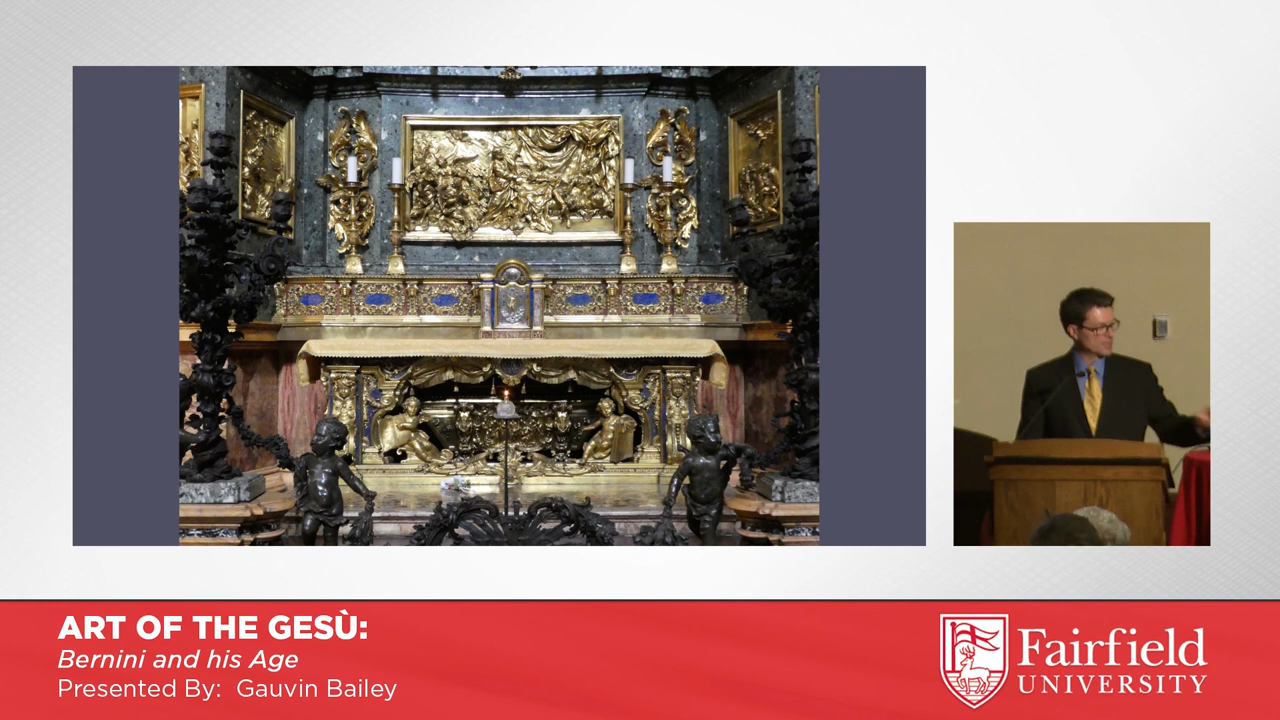 ART OF THE GESÙ:
Bernini and his Age
Presented By: Gauvin Bailey
Fairfield
UNIVERSITY